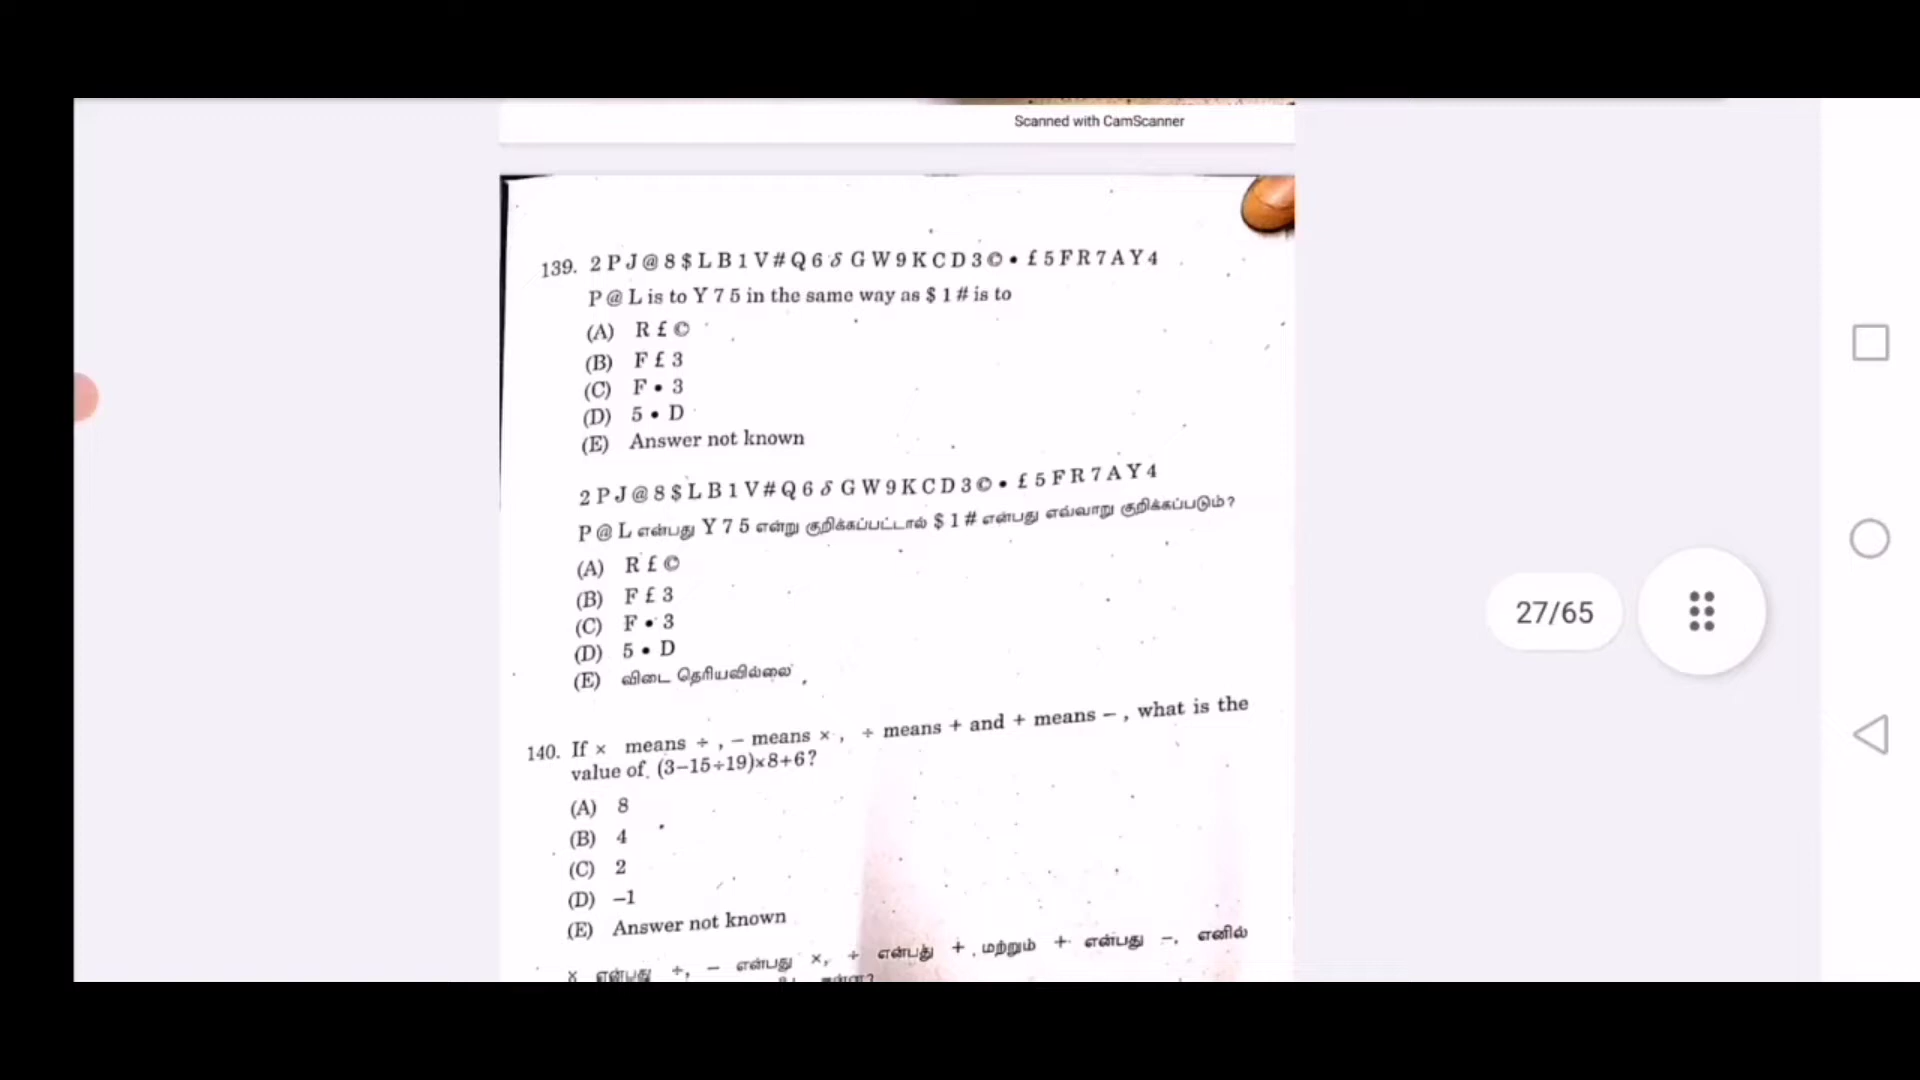 Scanned with CamScanner
139. 2 P J @ 8 $ L B 1 V # Q 6 δ G W 9 K C D 3 © • £ 5 F R 7 A Y 4
P @ L is to Y 7 5 in the same way as $ 1 # is to
(A) R £ ©
(B) F £ 3
(C) F • 3
(D) 5 • D
(E) Answer not known
2 P J @ 8 $ L B 1 V # Q 6 δ G W 9 K C D 3 © • £ 5 F R 7 A Y 4
P @ L என்பது Y 7 5 என்று குறிக்கப்பட்டால் $ 1 # என்பது எவ்வாறு குறிக்கப்படும்?
(A) R £ ©
(B) F £ 3
(C) F • 3
(D) 5 • D
(E) விடை தெரியவில்லை
27/65
140. If × means ÷ , − means × , ÷ means + and + means − , what is the
value of (3−15÷19)×8+6?
(A) 8
(B) 4
(C) 2
(D) −1
(E) Answer not known
× என்பது ÷, − என்பது ×, ÷ என்பது +, மற்றும் + என்பது −, எனில்